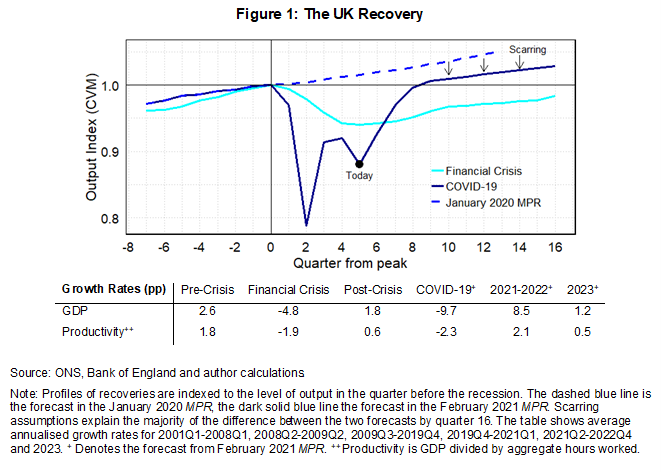 Figure 1: The UK Recovery
Output Index (CVM)
1.0
0.9
0.8
Scarring
Today
Financial Crisis
COVID-19
January 2020 MPR
-8 -6 -4 -2 0 2 4 6 8 10 12 14 16
Quarter from peak
Growth Rates (pp) Pre-Crisis Financial Crisis Post-Crisis COVID-19+ 2021-2022+ 2023+
GDP 2.6 -4.8 1.8 -9.7 8.5 1.2
Productivity++ 1.8 -1.9 0.6 -2.3 2.1 0.5
Source: ONS, Bank of England and author calculations
Note: Profiles of recoveries are indexed to the level of output in the quarter before the recession. The dashed blue line is
the forecast in the January 2020 MPR, the dark solid blue line the forecast in the February 2021 MPR. Scarring
assumptions explain the majority of the difference between the two forecasts by quarter 16. The table shows average
annualised growth rates for 2001Q1-2008Q1, 2008Q2-2009Q2, 2009Q3-2019Q4, 2019Q4-2021Q1, 2021Q2-2022Q4
and 2023. + Denotes the forecast from February 2021 MPR. ++Productivity is GDP divided by aggregate hours worked.